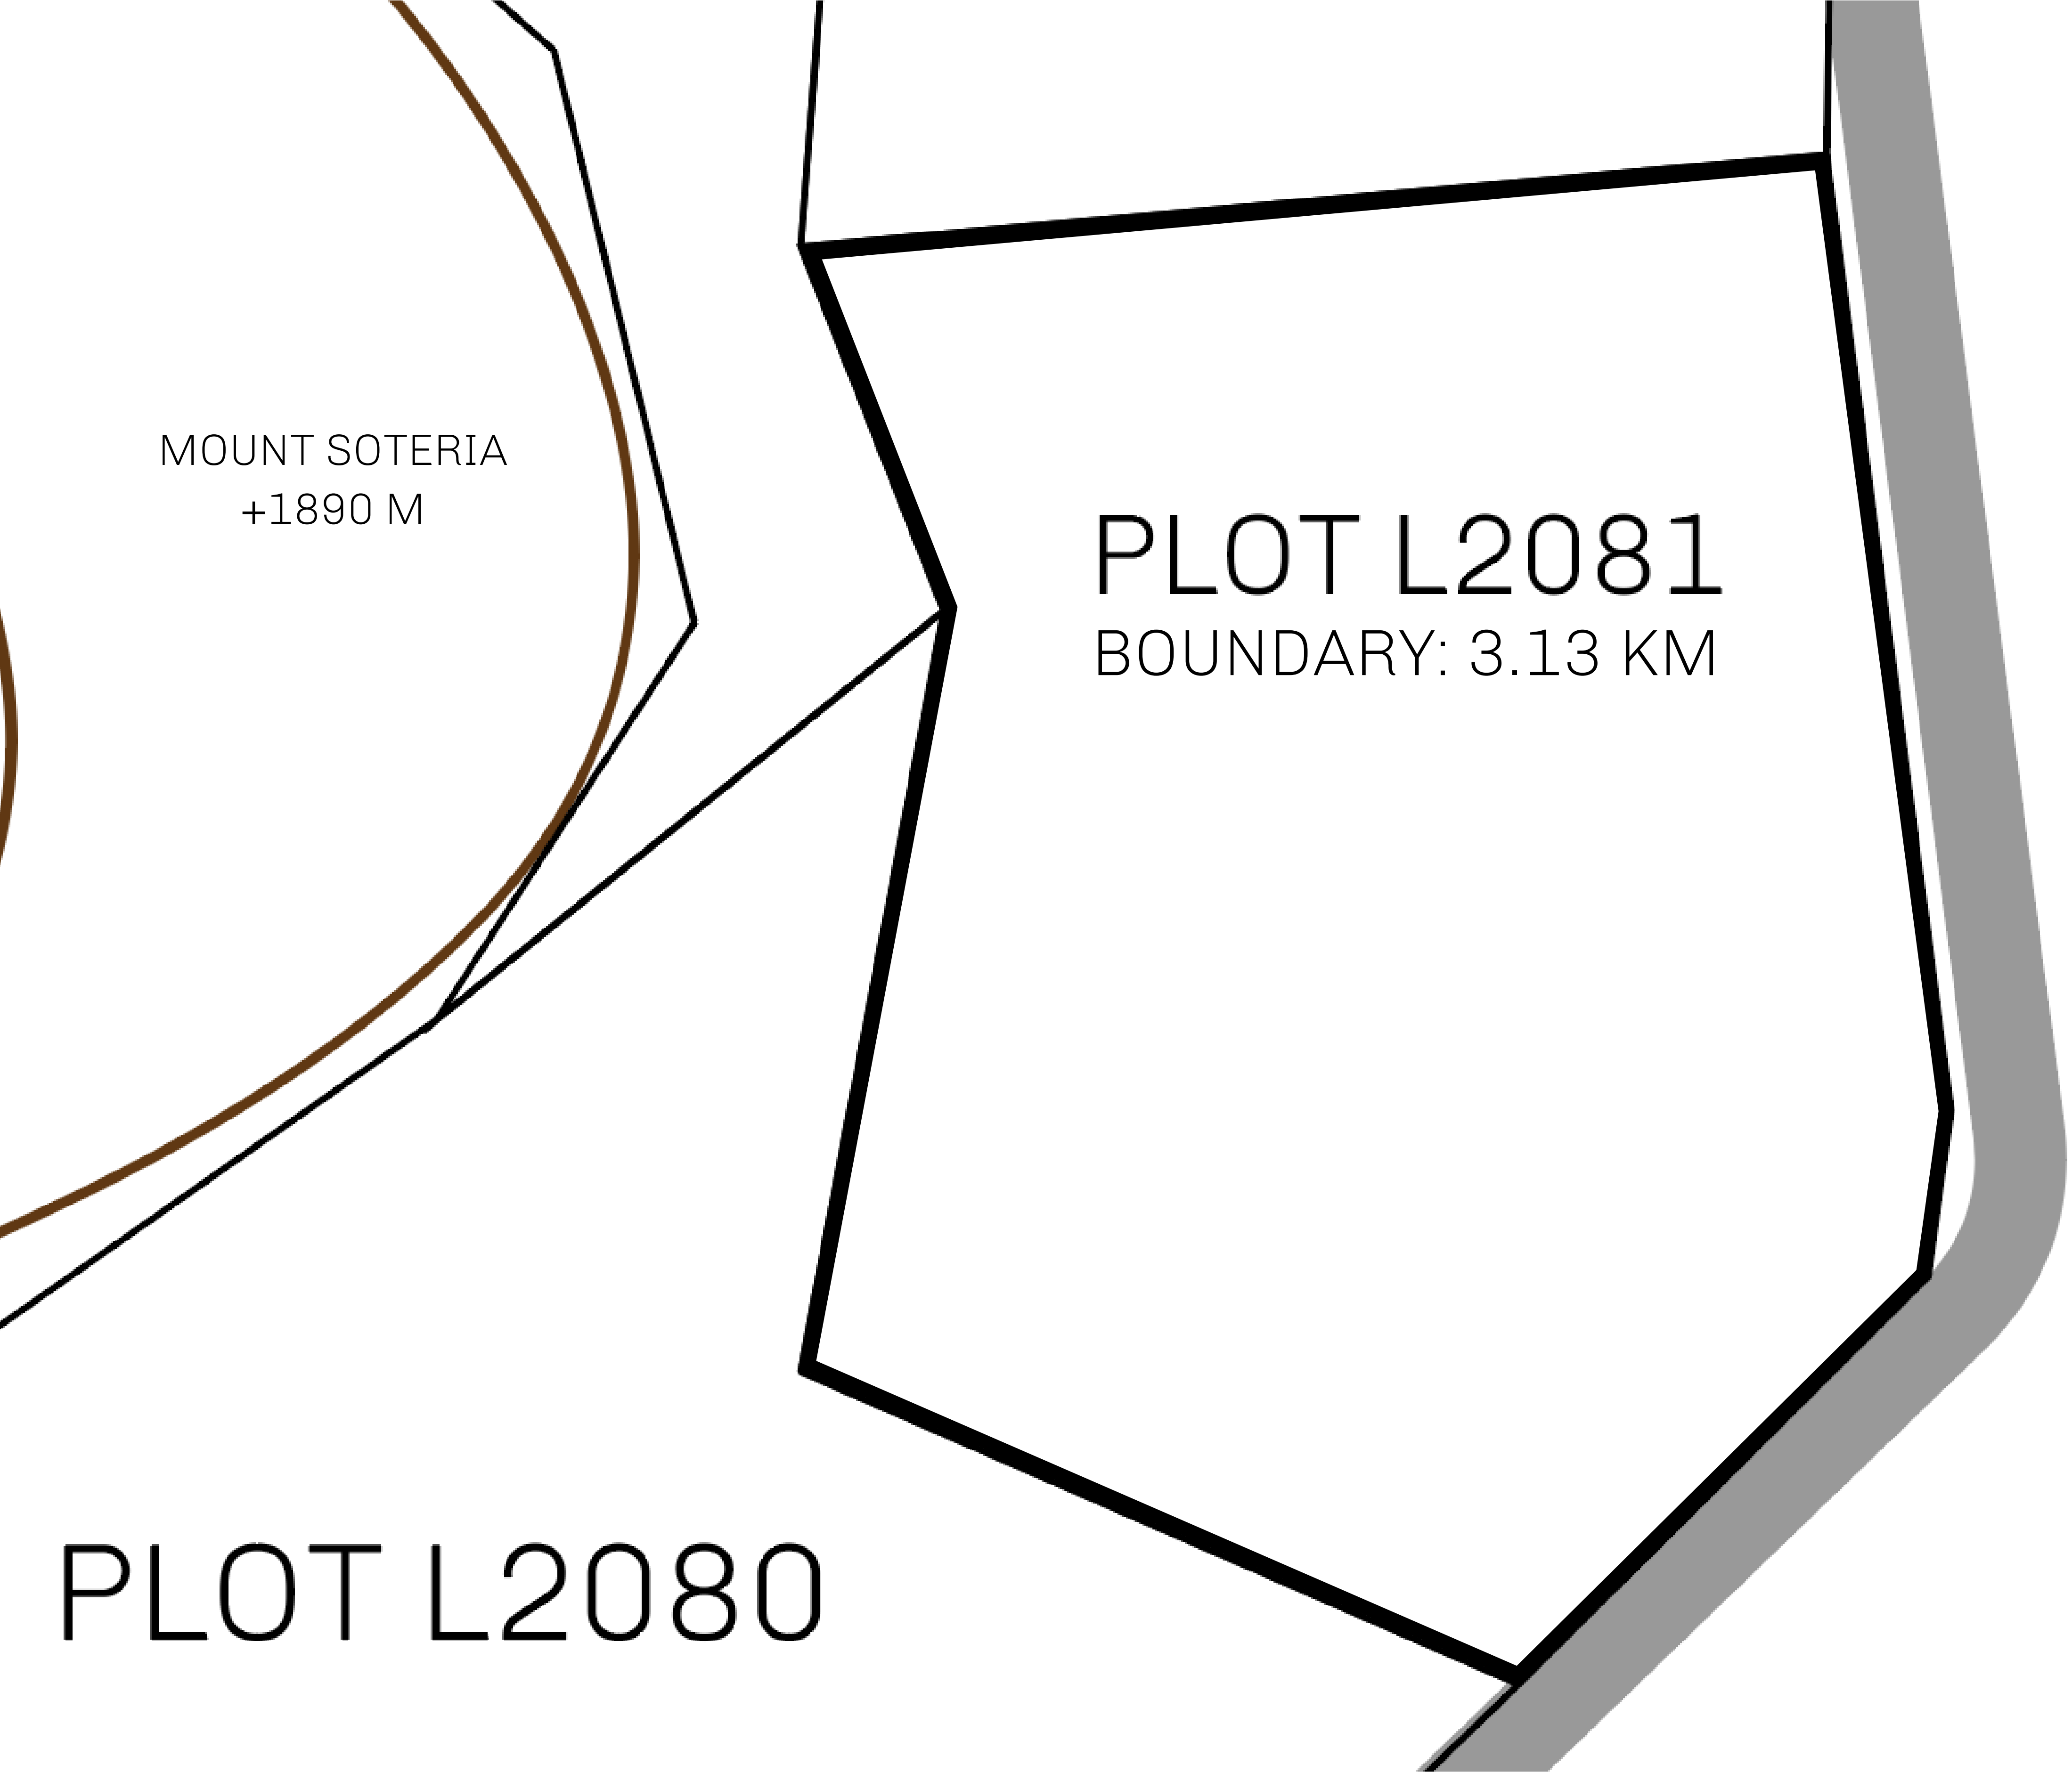 MOUNT SOTERIA
+1890 M
PLOT L2081
BOUNDARY: 3.13 KM
PLOT L2080